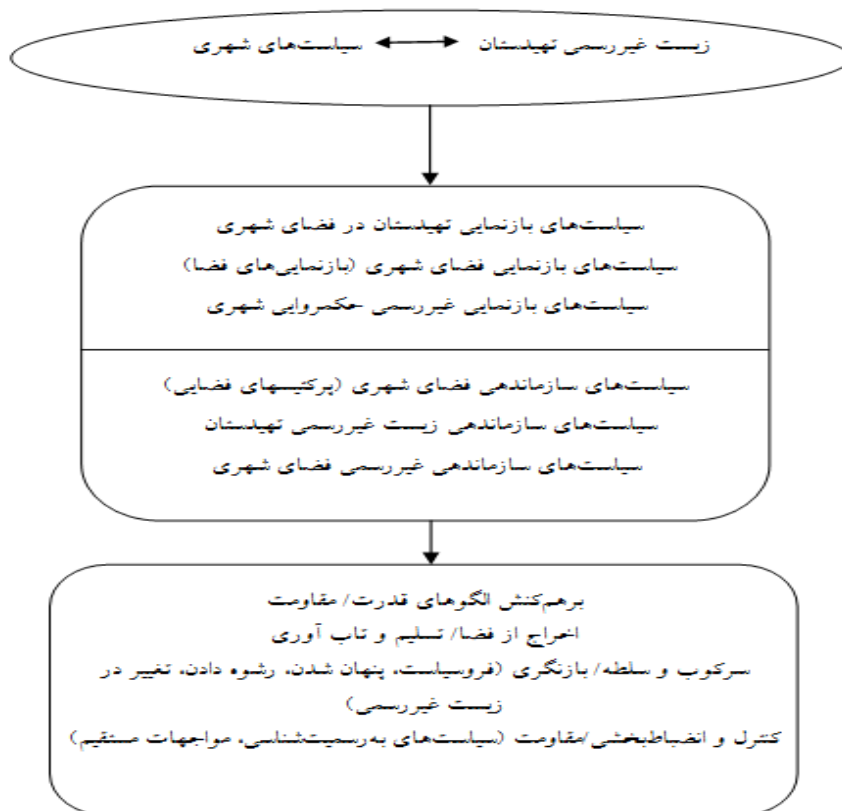 زیست غیررسمی تهیدستان سیاست‌های شهری
سیاست‌های بازنمایی تهیدستان در فضای شهری
سیاست‌های بازنمایی فضای شهری (بازنمایی‌های فضا)
سیاست‌های بازنمایی غیررسمی حکمروایی شهری
سیاست‌های سازماندهی فضای شهری (پرکتیسهای فضایی)
سیاست‌های سازماندهی زیست غیررسمی تهیدستان
سیاست‌های سازماندهی غیررسمی فضای شهری
برهم‌کنش الگوهای قدرت/ مقاومت
اخراج از فضا/ تسلیم و تاب آوری
سرکوب و سلطه/ بازنگری (فروسیاست، پنهان شدن، رشوه دادن، تغییر در
زیست غیررسمی)
کنترل و انضباط‌بخشی/مقاومت (سیاست‌های به‌رسمیت‌شناسی، مواجهات مستقیم)